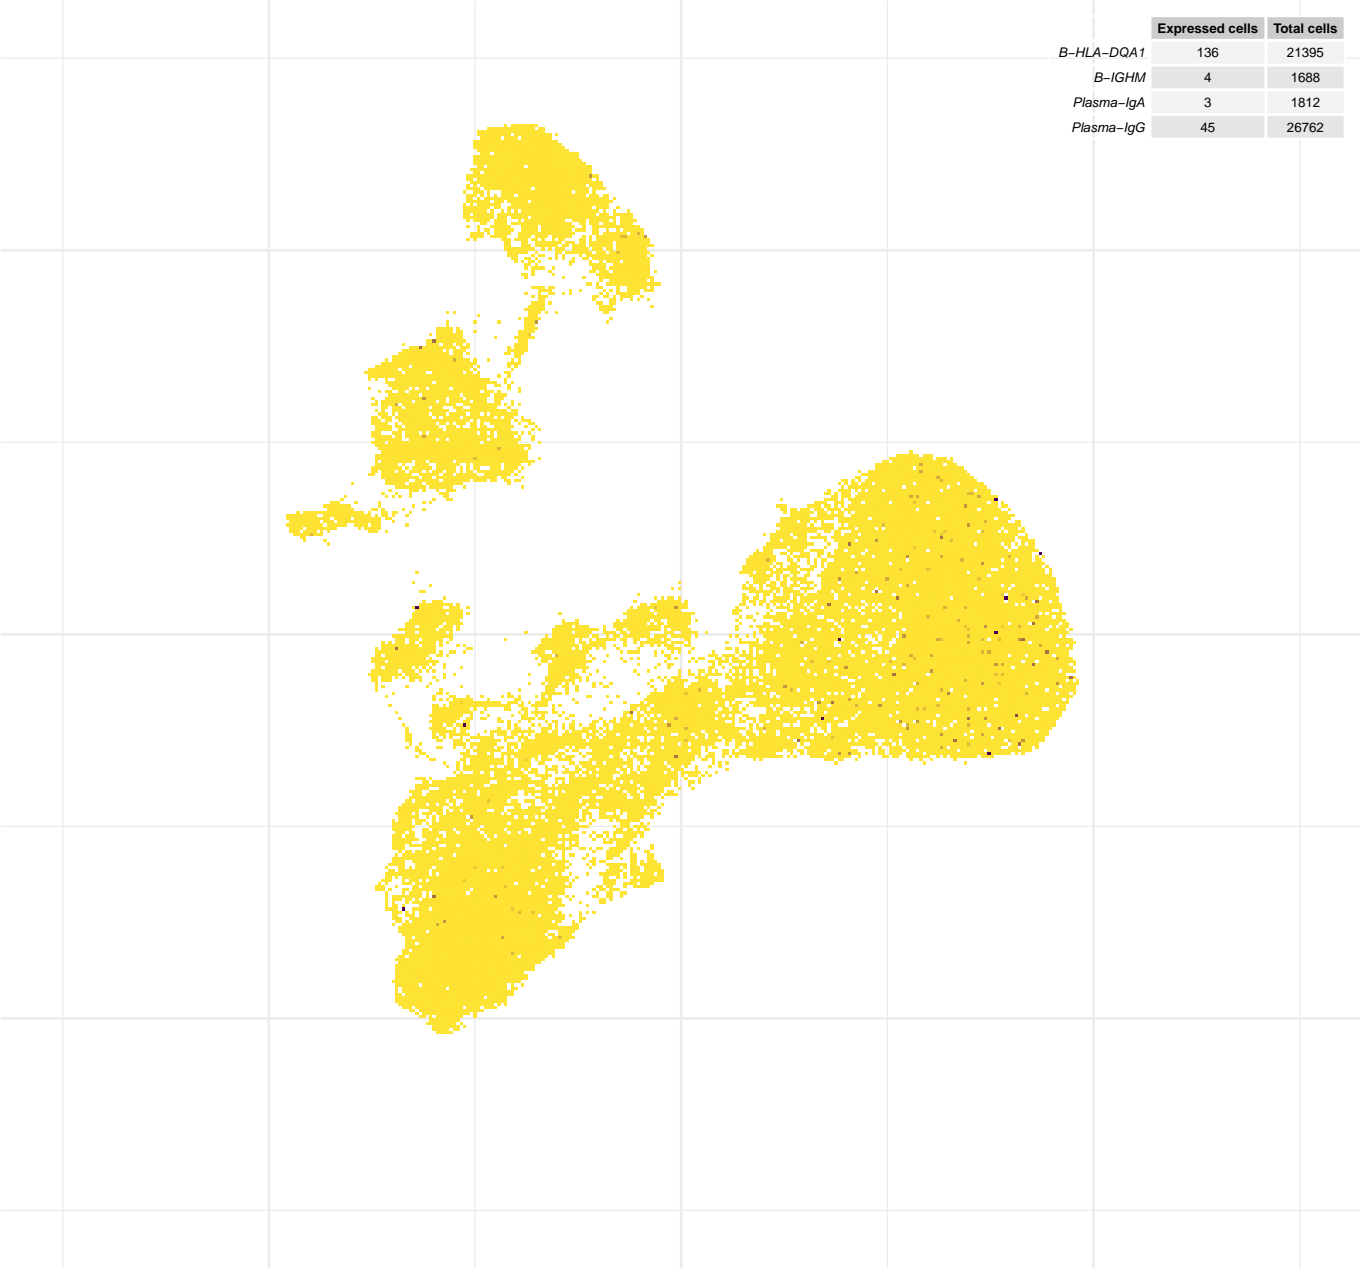 Expressed cells Total cells
B−HLA−DQA1 136 21395
B−IGHM 4 1688
Plasma−IgA 3 1812
Plasma−IgG 45 26762